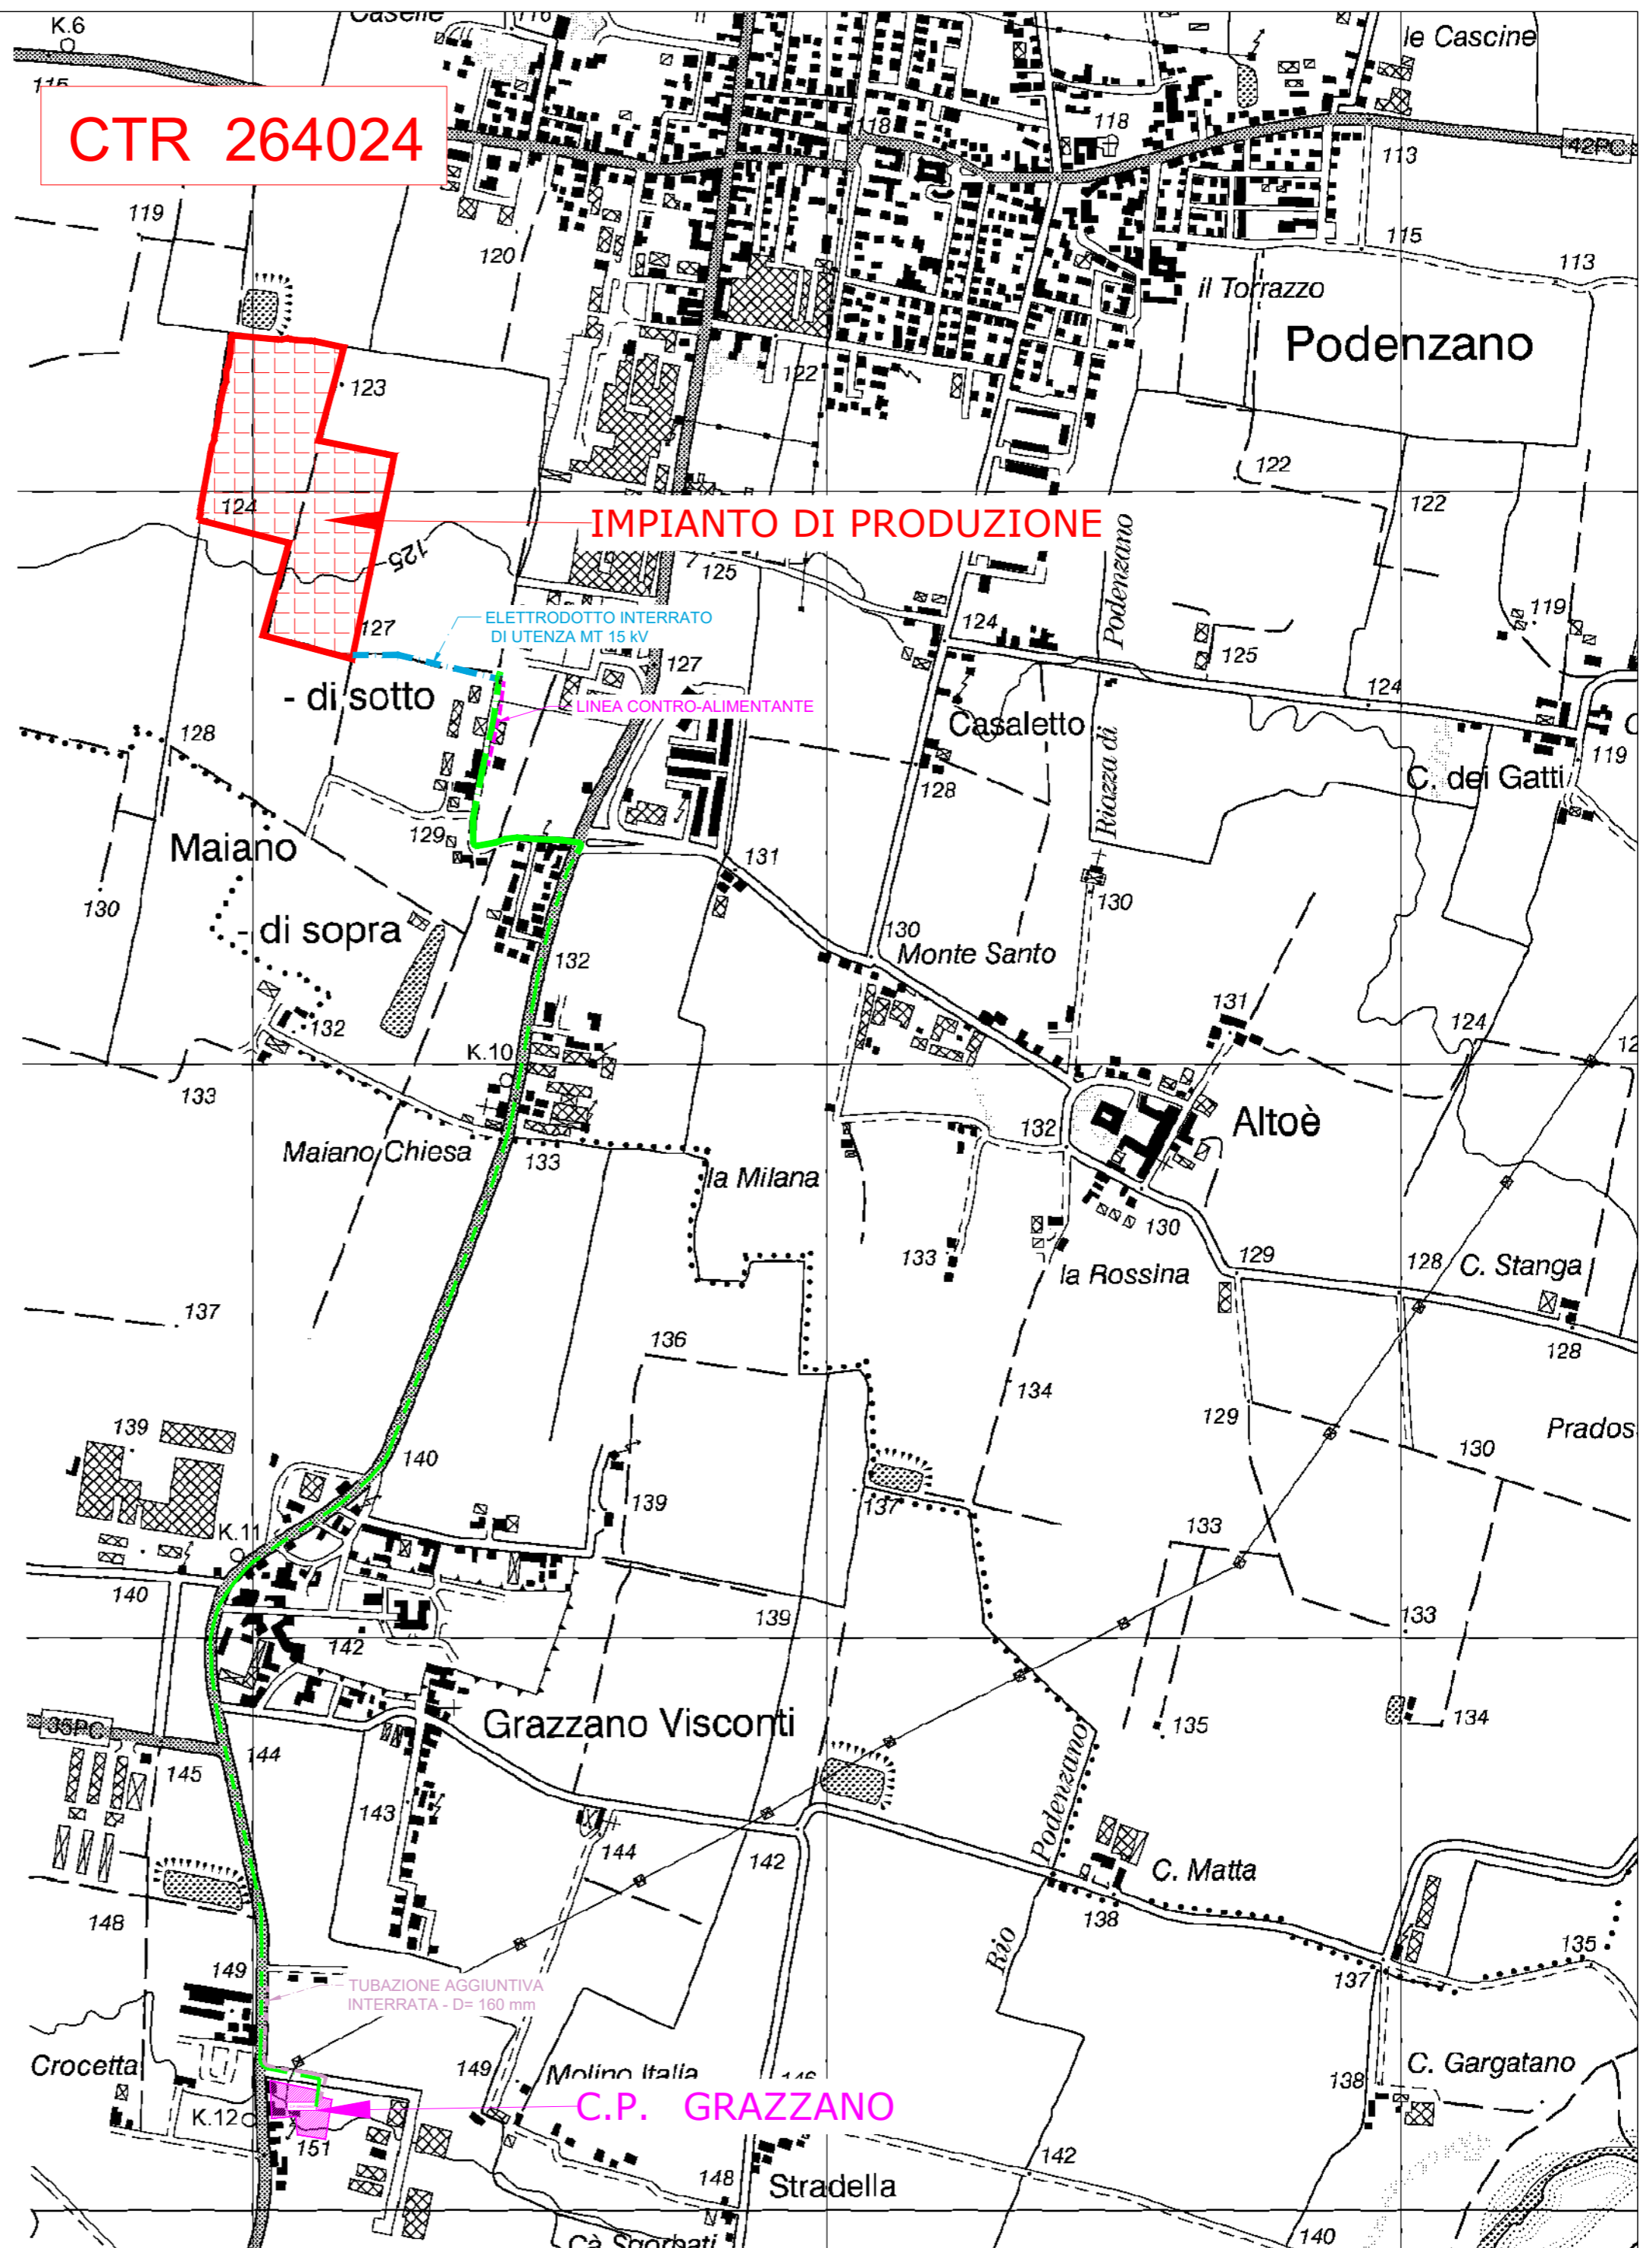 Caselle
116
K.6
le Cascine
115
CTR 264024
118
118
113
42PC
119
120
115
113
il Torrazzo
Podenzano
123
122
122
122
124
IMPIANTO DI PRODUZIONE
125
125
Podenzano
119
ELETTRODOTTO INTERRATO
DI UTENZA MT 15 kV
127
124
125
127
- di sotto
124
LINEA CONTRO-ALIMENTANTE
Casaletto
128
119
Riazza di
C. dei Gatti
128
129
Maiano
131
130
130
- di sopra
130
Monte Santo
132
131
132
124
K.10
133
132
Altoè
Maiano Chiesa
133
la Milana
130
133
129
la Rossina
128
C. Stanga
137
136
128
134
129
139
130
Prados
140
139
137
K.11
133
140
139
133
142
35PC
Grazzano Visconti
135
134
144
145
143
Podenzano
144
142
C. Matta
148
138
Rio
135
149
137
TUBAZIONE AGGIUNTIVA
INTERRATA - D= 160 mm
Crocetta
149
Molino Italia
146
C. Gargatano
138
K.12
C.P. GRAZZANO
151
142
148
Stradella
Cà Sgorbati
140